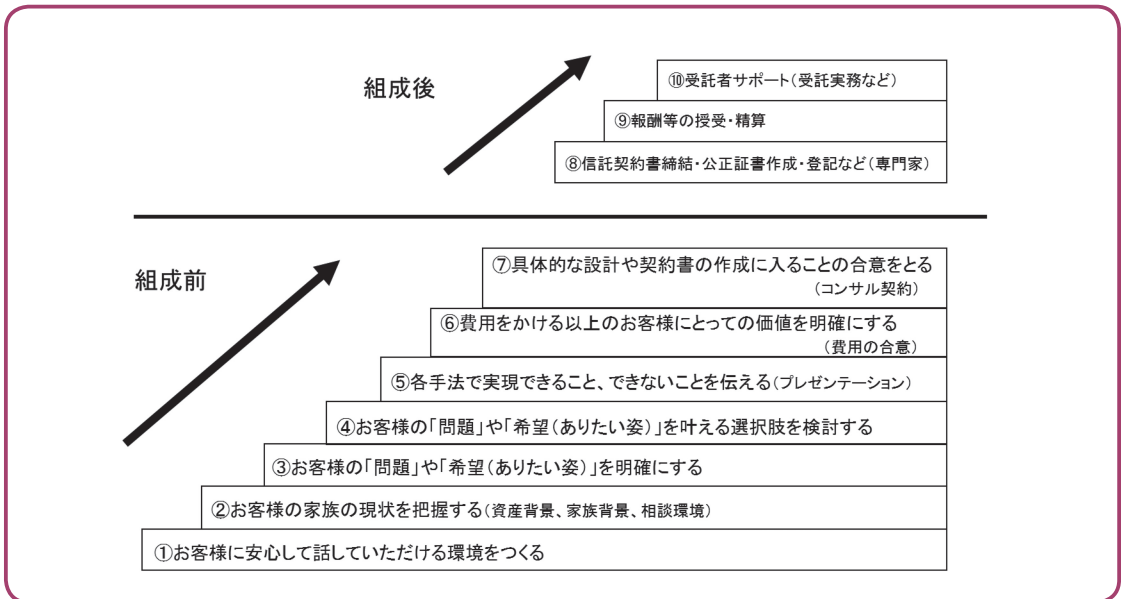 組成後
⑩受託者サポート(受託実務など)
⑨報酬等の授受・精算
⑧信託契約書締結・公正証書作成・登記など(専門家)
組成前
⑦具体的な設計や契約書の作成に入ることの合意をとる
(コンサル契約)
⑥費用をかける以上のお客様にとっての価値を明確にする
(費用の合意)
⑤各手法で実現できること、できないことを伝える(プレゼンテーション)
④お客様の「問題」や「希望(ありたい姿)」を叶える選択肢を検討する
③お客様の「問題」や「希望(ありたい姿)」を明確にする
②お客様の家族の現状を把握する(資産背景、家族背景、相談環境)
①お客様に安心して話していただける環境をつくる